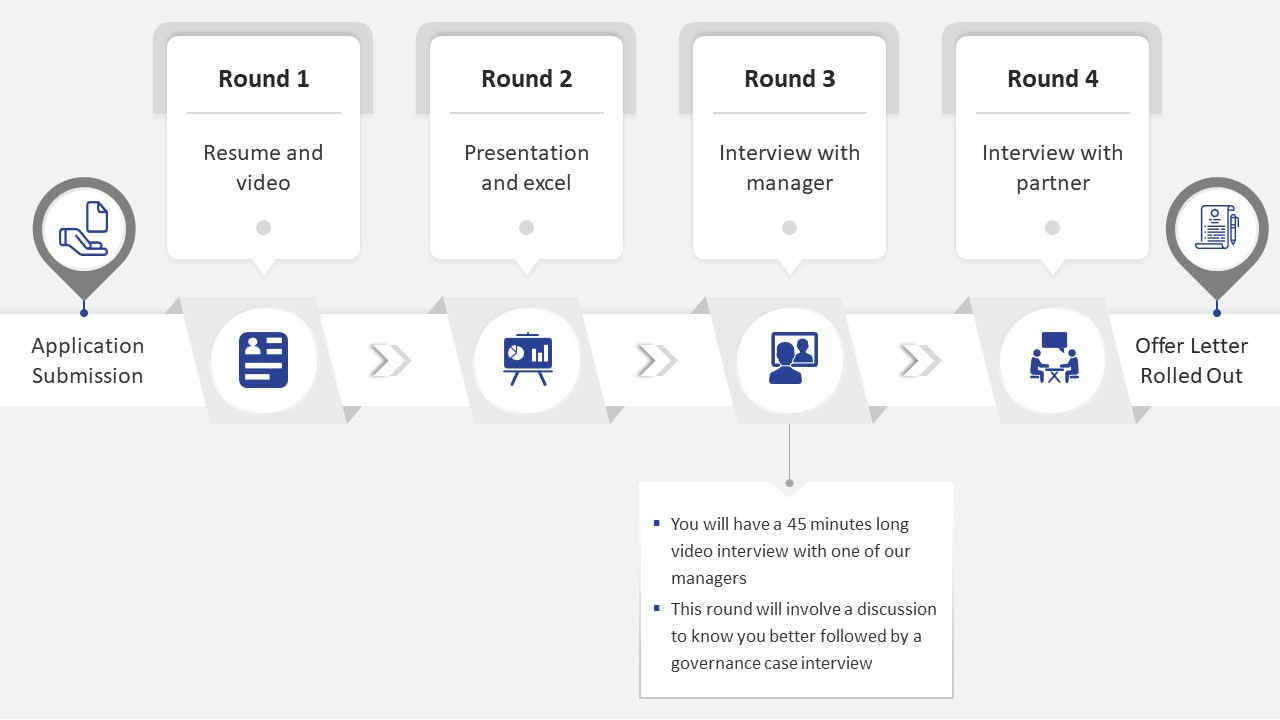 Round 1
Resume and
video
Round 2
Presentation
and excel
Round 3
Interview with
manager
Round 4
Interview with
partner
Application
Submission
Offer Letter
Rolled Out
▪ You will have a 45 minutes long
video interview with one of our
managers
▪ This round will involve a discussion
to know you better followed by a
governance case interview